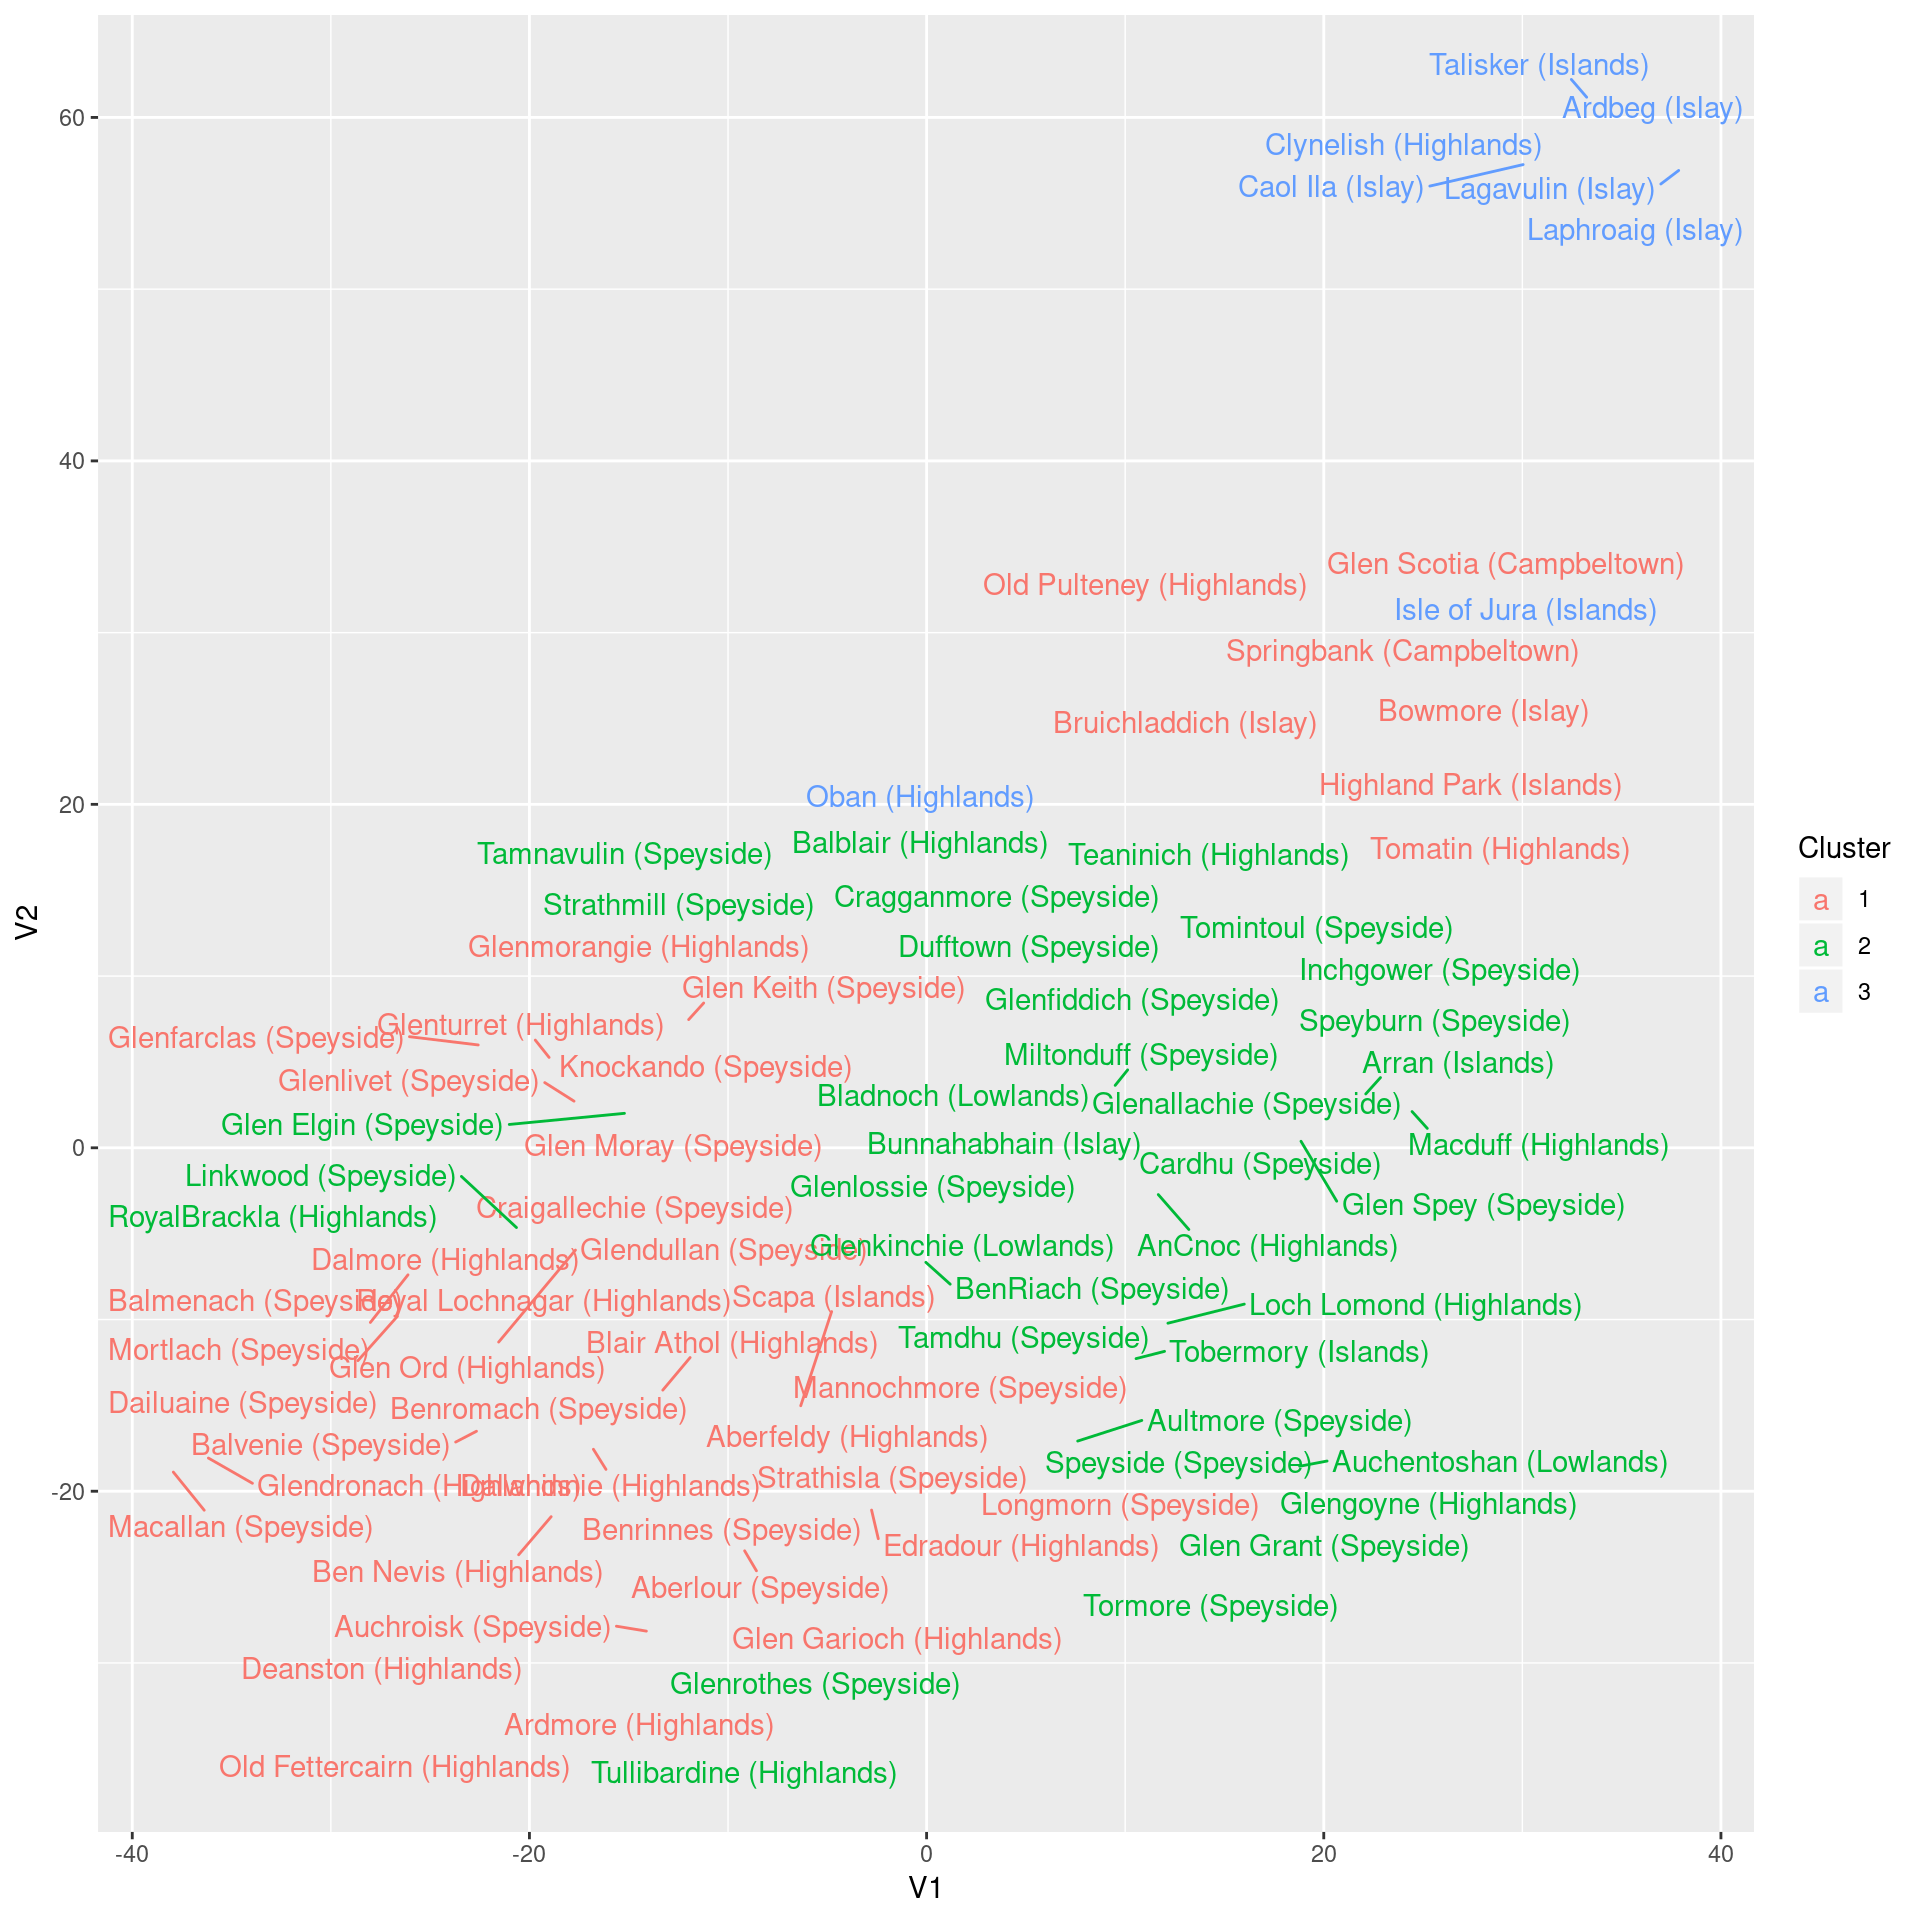 Talisker (Islands)
Ardbeg (Islay)
60
Clynelish (Highlands)
Caol Ila (Islay)
Lagavulin (Islay)
Laphroaig (Islay)
40
Glen Scotia (Campbeltown)
Old Pulteney (Highlands)
Isle of Jura (Islands)
Springbank (Campbeltown)
Bowmore (Islay)
Bruichladdich (Islay)
Highland Park (Islands)
Oban (Highlands)
20
Balblair (Highlands)
Tamnavulin (Speyside)
Teaninich (Highlands)
Tomatin (Highlands)
Cragganmore (Speyside)
Strathmill (Speyside)
Tomintoul (Speyside)
Glenmorangie (Highlands)
Dufftown (Speyside)
Inchgower (Speyside)
Glen Keith (Speyside)
Glenfiddich (Speyside)
Speyburn (Speyside)
Glenturret (Highlands)
Glenfarclas (Speyside)
Miltonduff (Speyside)
Arran (Islands)
Knockando (Speyside)
Glenlivet (Speyside)
Bladnoch (Lowlands)
Glenallachie (Speyside)
Glen Elgin (Speyside)
0
Glen Moray (Speyside)
Bunnahabhain (Islay)
Macduff (Highlands)
Cardhu (Speyside)
Linkwood (Speyside)
Glenlossie (Speyside)
Glen Spey (Speyside)
Craigallechie (Speyside)
RoyalBrackla (Highlands)
Glendullan (Speyside)
Glenkinchie (Lowlands)
AnCnoc (Highlands)
Dalmore (Highlands)
BenRiach (Speyside)
Balmenach (Speyside)
Royal Lochnagar (Highlands)
Scapa (Islands)
Loch Lomond (Highlands)
Tamdhu (Speyside)
Blair Athol (Highlands)
Mortlach (Speyside)
Tobermory (Islands)
Glen Ord (Highlands)
Mannochmore (Speyside)
Dailuaine (Speyside)
Benromach (Speyside)
Aultmore (Speyside)
Aberfeldy (Highlands)
Balvenie (Speyside)
Speyside (Speyside)
Auchentoshan (Lowlands)
Strathisla (Speyside)
Glendronach (Highlands)
Dalwhinnie (Highlands)
-20
Longmorn (Speyside)
Glengoyne (Highlands)
Macallan (Speyside)
Benrinnes (Speyside)
Edradour (Highlands)
Glen Grant (Speyside)
Ben Nevis (Highlands)
Aberlour (Speyside)
Tormore (Speyside)
Auchroisk (Speyside)
Glen Garioch (Highlands)
Deanston (Highlands)
Glenrothes (Speyside)
Ardmore (Highlands)
Old Fettercairn (Highlands)
Tullibardine (Highlands)
-40
-20
0
20
40
V1
V2
Cluster
a 1
a 2
a 3